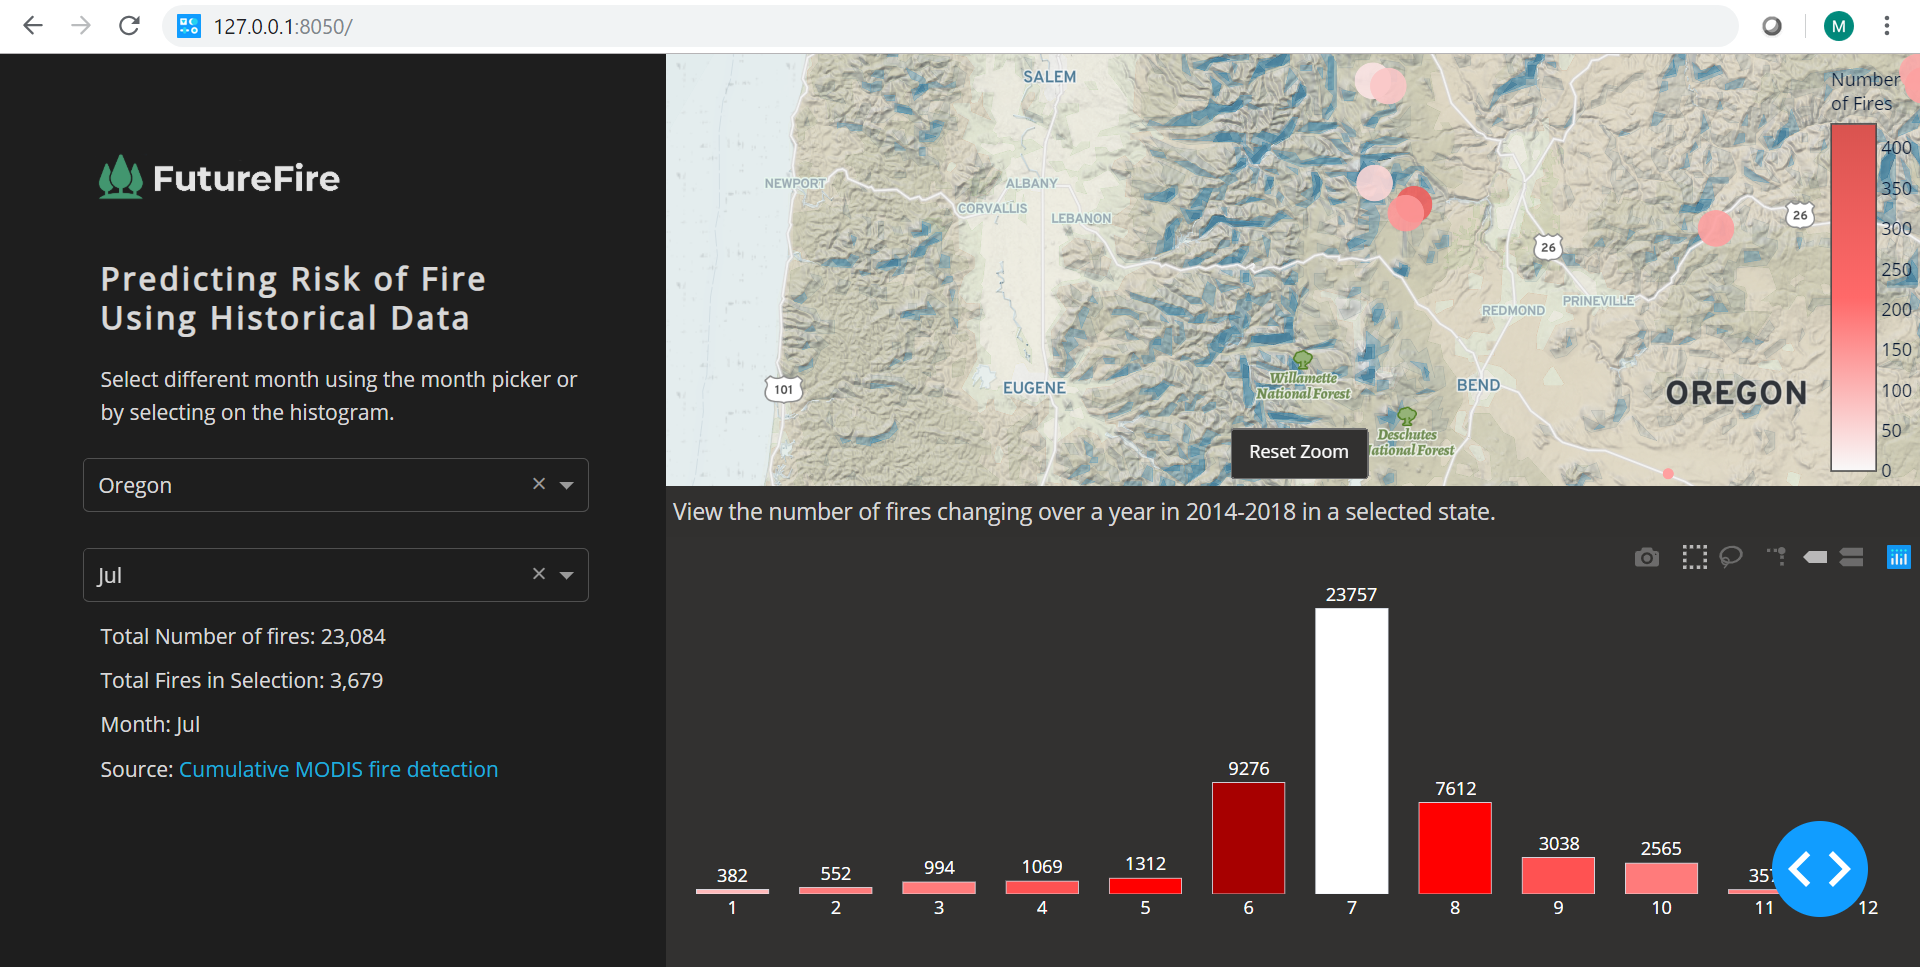 127.0.0.1:8050/
M
FutureFire
Predicting Risk of Fire
Using Historical Data
Select different month using the month picker or
by selecting on the histogram.
Oregon
Jul
Total Number of fires: 23,084
Total Fires in Selection: 3,679
Month: Jul
Source: Cumulative MODIS fire detection
SALEM
NEWPORT
ALBANY
CORVALLIS
LEBANON
26
26
REDMOND
PRINEVILLE
101
EUGENE
Willamette
National Forest
BEND
OREGON
Deschutes
ational Forest
Reset Zoom
Number
of Fires
400
350
300
250
200
150
100
50
0
View the number of fires changing over a year in 2014-2018 in a selected state.
382
552
994
1069
1312
9276
23757
7612
3038
2565
1
2
3
4
5
6
7
8
9
10
11
12